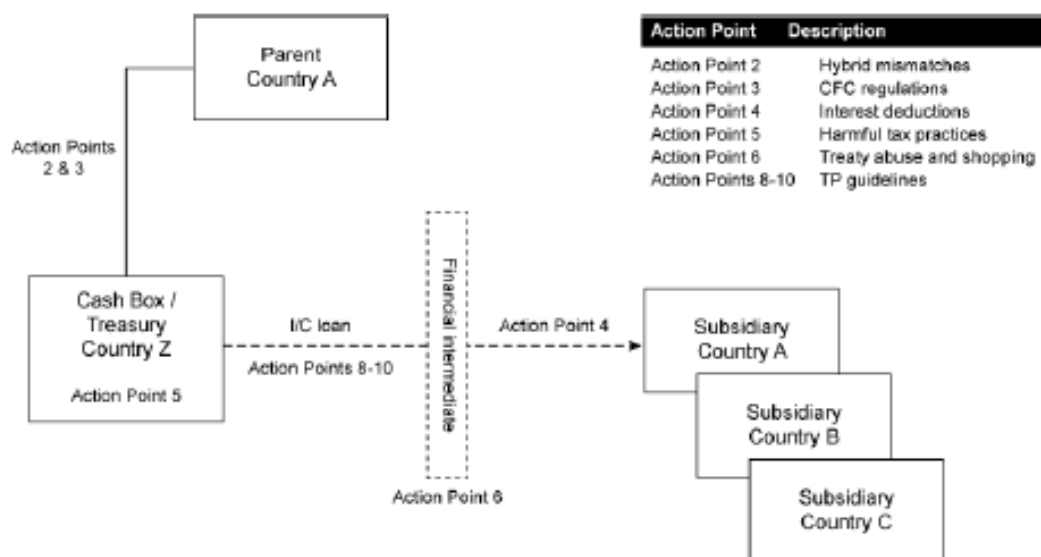 Parent
Country A
Action Point Description
Action Point 2 Hybrid mismatches
Action Point 3 CFC regulations
Action Point 4 Interest deductions
Action Point 5 Harmful tax practices
Action Point 6 Treaty abuse and shopping
Action Points 8-10 TP guidelines
Action Points
2 & 3
Cash Box /
Treasury
Country Z
Action Point 5
I/C loan
Action Points 8-10
Financial intermediate
Action Point 6
Action Point 4
Subsidiary
Country A
Subsidiary
Country B
Subsidiary
Country C